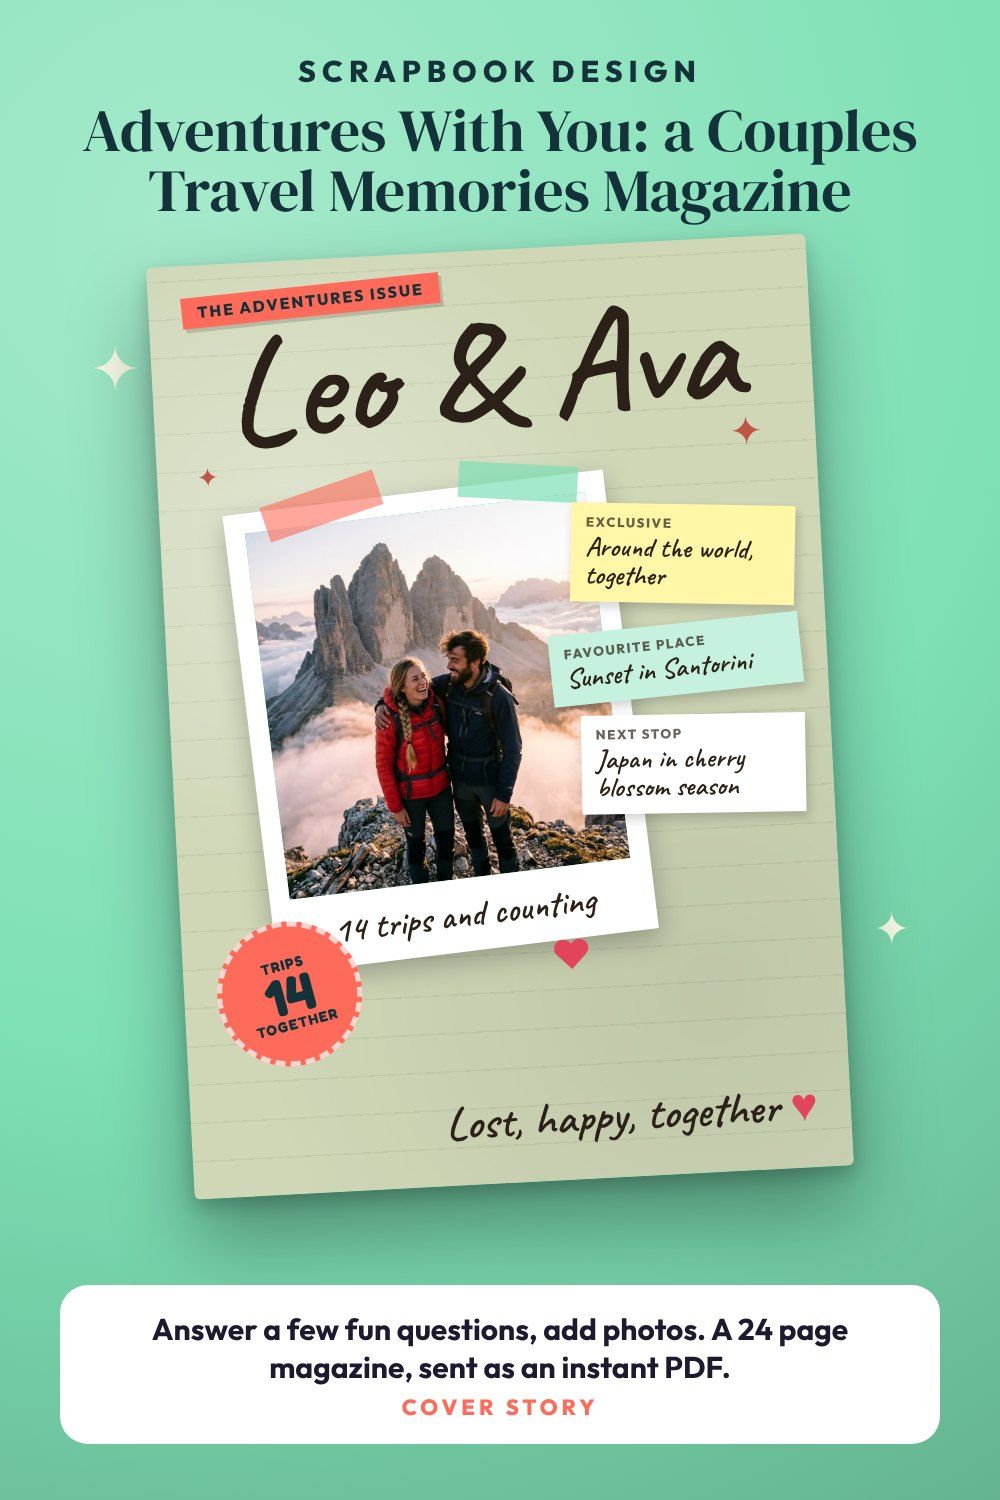 SCRAPBOOK DESIGN
Adventures With You: a Couples
Travel Memories Magazine
THE ADVENTURES ISSUE
Leo & Ava
EXCLUSIVE
Around the world,
together
FAVOURITE PLACE
Sunset in Santorini
NEXT STOP
Japan in cherry
blossom season
14 trips and counting
TRIPS
14
TOGETHER
Lost, happy, together ♥
Answer a few fun questions, add photos. A 24 page
magazine, sent as an instant PDF.
COVER STORY